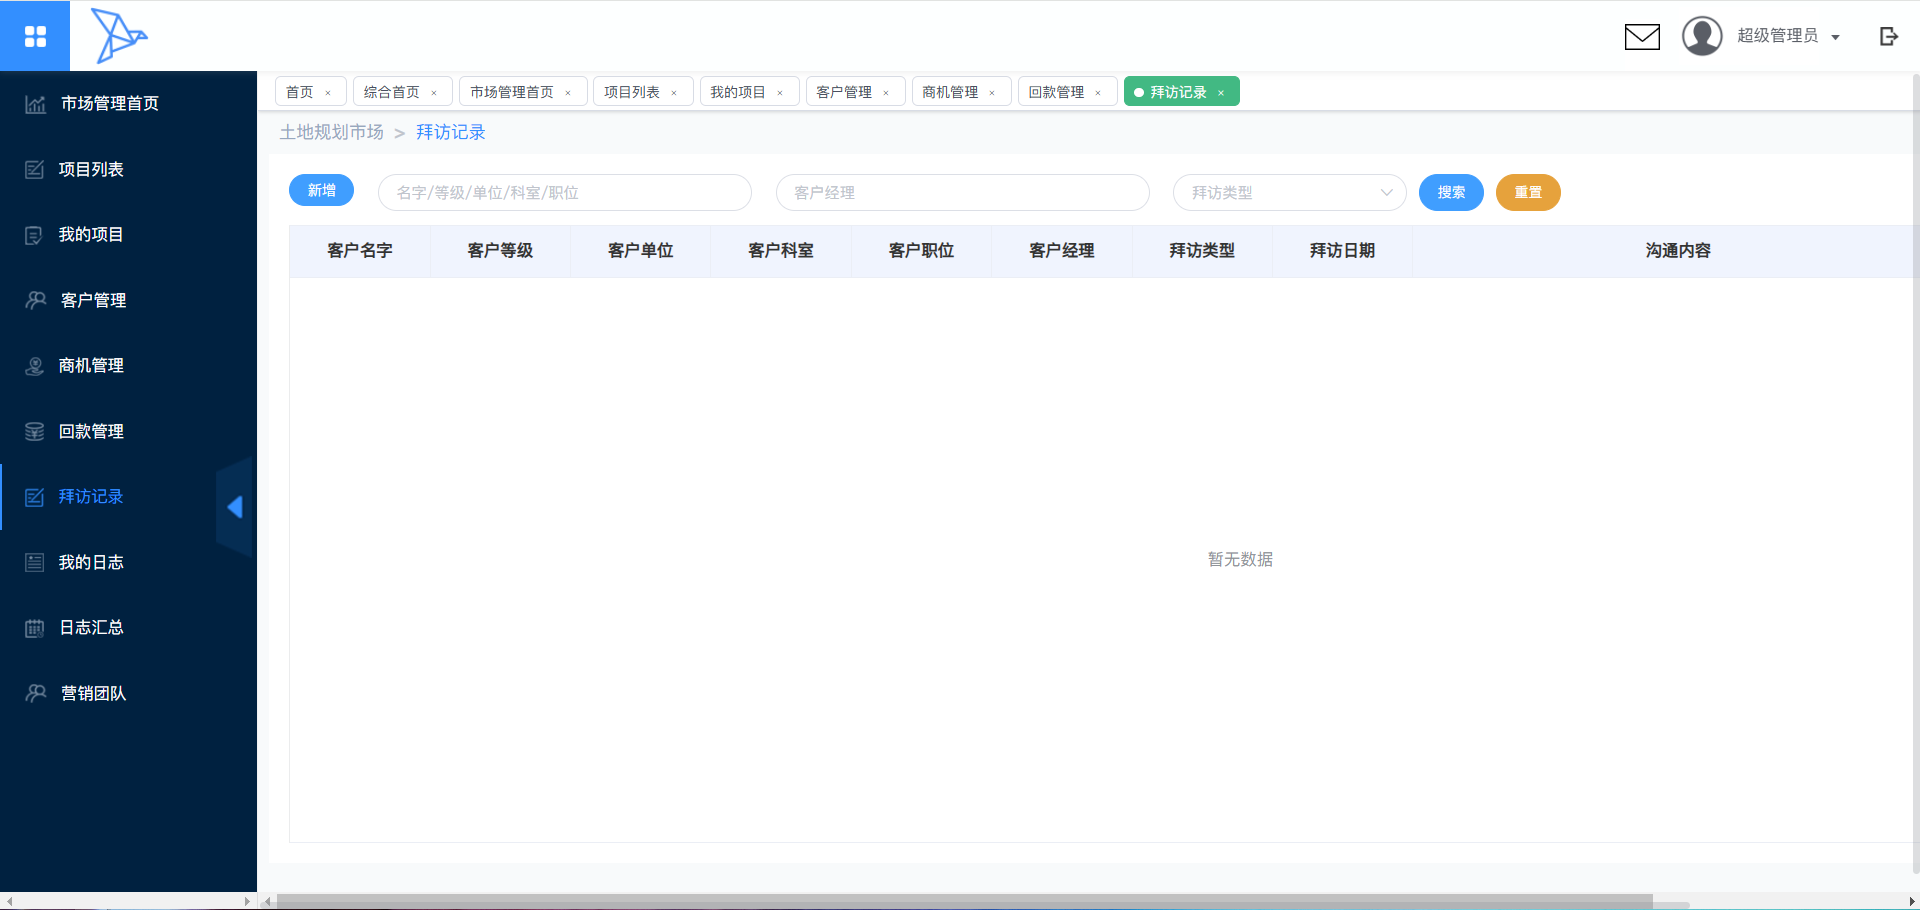 超级管理员
首页 × 综合首页 × 市场管理首页 × 项目列表 × 我的项目 × 客户管理 × 商机管理 × 回款管理 × 拜访记录 ×
土地规划市场 > 拜访记录
市场管理首页
项目列表
我的项目
客户管理
商机管理
回款管理
拜访记录
我的日志
日志汇总
营销团队
新增 名字/等级/单位/科室/职位 客户经理 拜访类型 搜索 重置
客户名字 客户等级 客户单位 客户科室 客户职位 客户经理 拜访类型 拜访日期 沟通内容
暂无数据